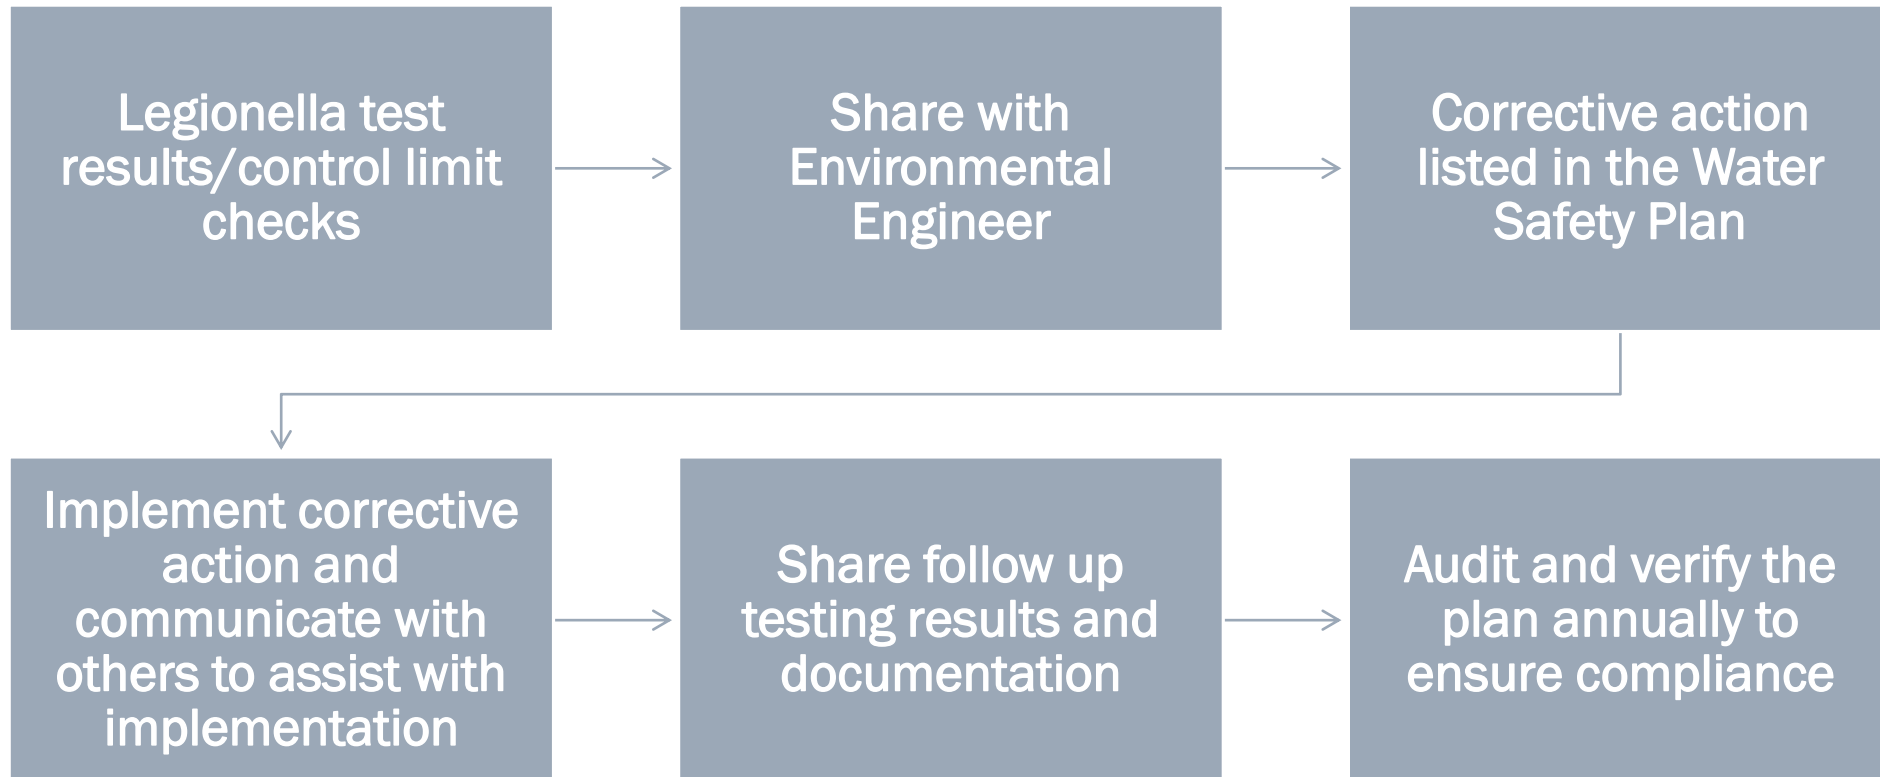 Legionella test
results/control limit
checks
Share with
Environmental
Engineer
Corrective action
listed in the Water
Safety Plan
Implement corrective
action and
communicate with
others to assist with
implementation
Share follow up
testing results and
documentation
Audit and verify the
plan annually to
ensure compliance